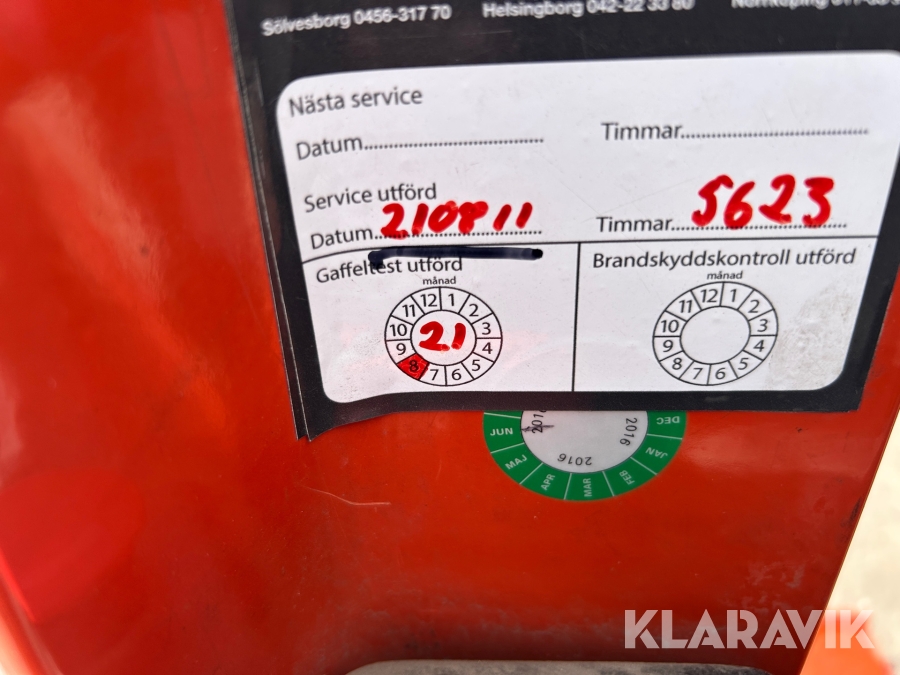 Sölvesborg 0456-317 70 Helsingborg 042-22 33 80
Nästa service
Datum.............................. Timmar..............................
Service utförd
Datum 210811 Timmar 5623
Gaffeltest utförd Brandskyddskontroll utförd
månad månad
12 1 2 3 4 5 6 7 8 9 10 11
21
12 1 2 3 4 5 6 7 8 9 10 11
JUN MAJ APR MAR FEB JAN DEC
2016 2016 2016
KLARAVIK